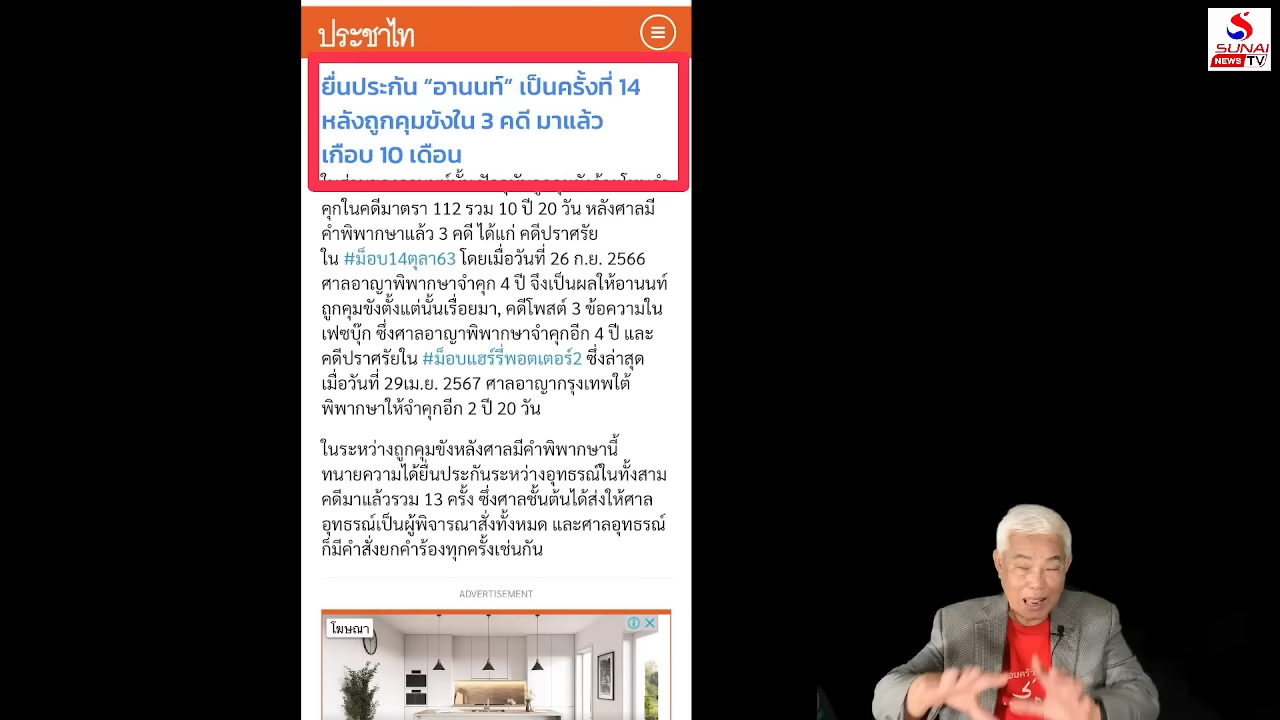 ประชาไท
SUNAI
NEWS TV
ยื่นประกัน “อานนท์” เป็นครั้งที่ 14
หลังถูกคุมขังใน 3 คดี มาแล้ว
เกือบ 10 เดือน
คุกในคดีมาตรา 112 รวม 10 ปี 20 วัน หลังศาลมี
คำพิพากษาแล้ว 3 คดี ได้แก่ คดีปราศรัย
ใน #ม็อบ14ตุลา63 โดยเมื่อวันที่ 26 ก.ย. 2566
ศาลอาญาพิพากษาจำคุก 4 ปี จึงเป็นผลให้อานนท์
ถูกคุมขังตั้งแต่นั้นเรื่อยมา, คดีโพสต์ 3 ข้อความใน
เฟซบุ๊ก ซึ่งศาลอาญาพิพากษาจำคุกอีก 4 ปี และ
คดีปราศรัยใน #ม็อบแฮร์รี่พอตเตอร์2 ซึ่งล่าสุด
เมื่อวันที่ 29เม.ย. 2567 ศาลอาญากรุงเทพใต้
พิพากษาให้จำคุกอีก 2 ปี 20 วัน
ในระหว่างถูกคุมขังหลังศาลมีคำพิพากษานี้
ทนายความได้ยื่นประกันระหว่างอุทธรณ์ในทั้งสาม
คดีมาแล้วรวม 13 ครั้ง ซึ่งศาลชั้นต้นได้ส่งให้ศาล
อุทธรณ์เป็นผู้พิจารณาสั่งทั้งหมด และศาลอุทธรณ์
ก็มีคำสั่งยกคำร้องทุกครั้งเช่นกัน
ADVERTISEMENT
โฆษณา